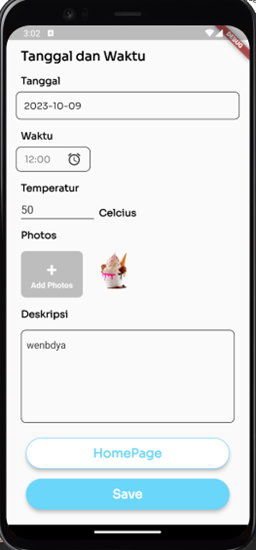 3:02
DEBUG
Tanggal dan Waktu
Tanggal
2023-10-09
Waktu
12:00
Temperatur
50 Celcius
Photos
+
Add Photos
Deskripsi
wenbdya
HomePage
Save